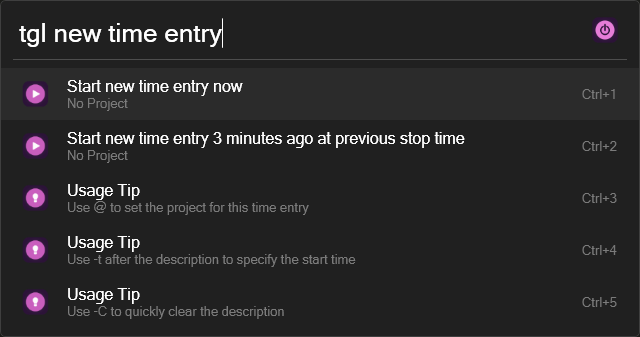 tgl new time entry
Start new time entry now
No Project
Ctrl+1
Start new time entry 3 minutes ago at previous stop time
No Project
Ctrl+2
Usage Tip
Use @ to set the project for this time entry
Ctrl+3
Usage Tip
Use -t after the description to specify the start time
Ctrl+4
Usage Tip
Use -C to quickly clear the description
Ctrl+5